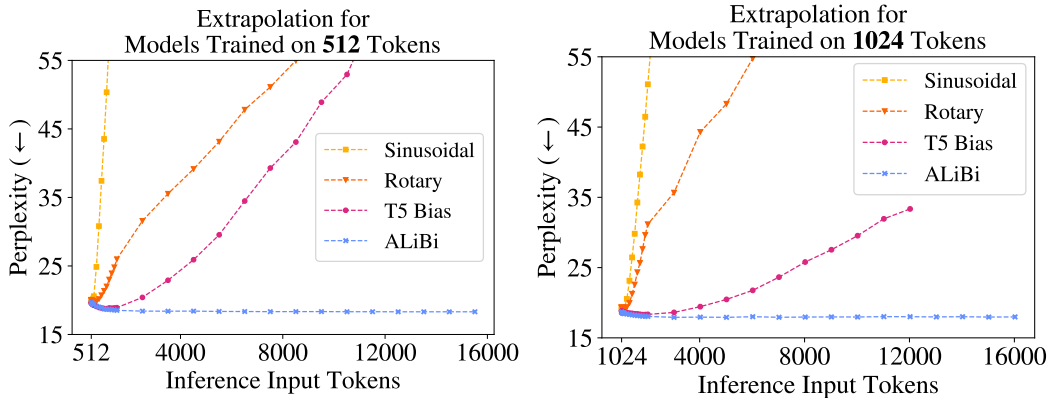 Extrapolation for
Models Trained on 512 Tokens
55
45
35
25
15
Perplexity (←)
Sinusoidal
Rotary
T5 Bias
ALiBi
512 4000 8000 12000 16000
Inference Input Tokens
Extrapolation for
Models Trained on 1024 Tokens
55
45
35
25
15
Perplexity (←)
Sinusoidal
Rotary
T5 Bias
ALiBi
1024 4000 8000 12000 16000
Inference Input Tokens